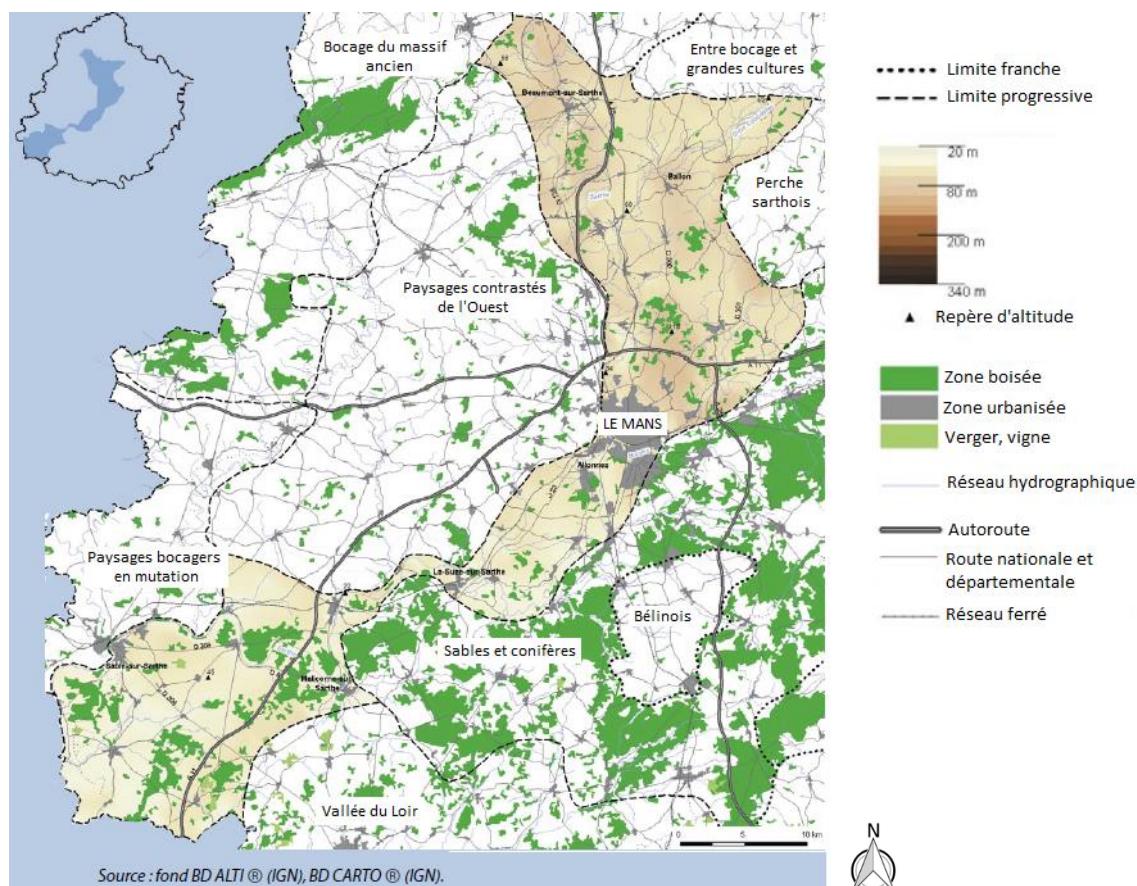 Bocage du massif
ancien
Entre bocage et
grandes cultures
Beaumont-sur-Sarthe
Ballon
Perche
sarthois
Sarthe
Paysages contrastés
de l'Ouest
LE MANS
Allonnes
Paysages bocagers
en mutation
La Suze-sur-Sarthe
Bélinois
Sables et conifères
Sablé-sur-Sarthe
Malicorne-sur-
Sarthe
Vallée du Loir
0 5 10 km
Source : fond BD ALTI ® (IGN), BD CARTO ® (IGN).
Limite franche
Limite progressive
20 m
80 m
200 m
340 m
Repère d'altitude
Zone boisée
Zone urbanisée
Verger, vigne
Réseau hydrographique
Autoroute
Route nationale et
départementale
Réseau ferré
N